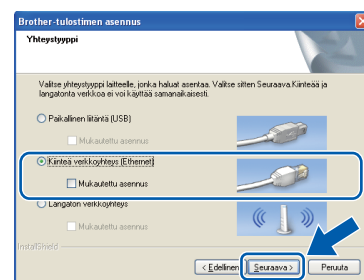 Brother-tulostimen asennus
Yhteystyyppi
Valitse yhteystyyppi laitteelle, jonka haluat asentaa. Valitse sitten Seuraava.Kiinteää ja
langatonta verkkoa ei voi käyttää samanaikaisesti.
Paikallinen liitäntä (USB)
Mukautettu asennus
Kiinteä verkkoyhteys (Ethernet)
Mukautettu asennus
Langaton verkkoyhteys
Mukautettu asennus
InstallShield
< Edellinen
Seuraava >
Peruuta